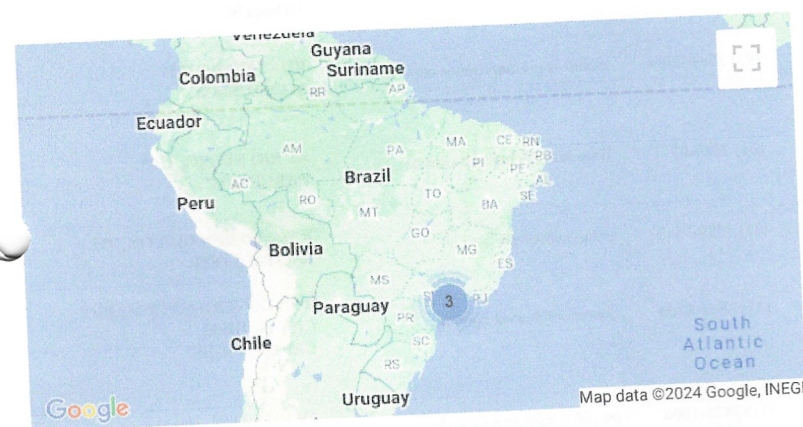 Venezuela
Guyana
Colombia
Suriname
RR
AP
Ecuador
AM
PA
MA
CE
RN
PB
PI
PE
AL
AC
Brazil
TO
SE
Peru
RO
MT
BA
GO
Bolivia
MG
ES
MS
3
RJ
Paraguay
PR
Chile
SC
South
Atlantic
Ocean
RS
Uruguay
Google
Map data ©2024 Google, INEGI